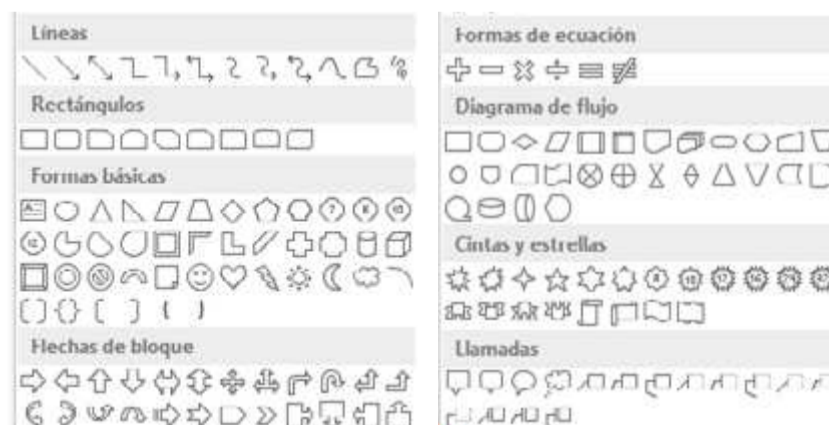 Líneas
Rectángulos
Formas básicas
Flechas de bloque
Formas de ecuación
Diagrama de flujo
Cintas y estrellas
Llamadas